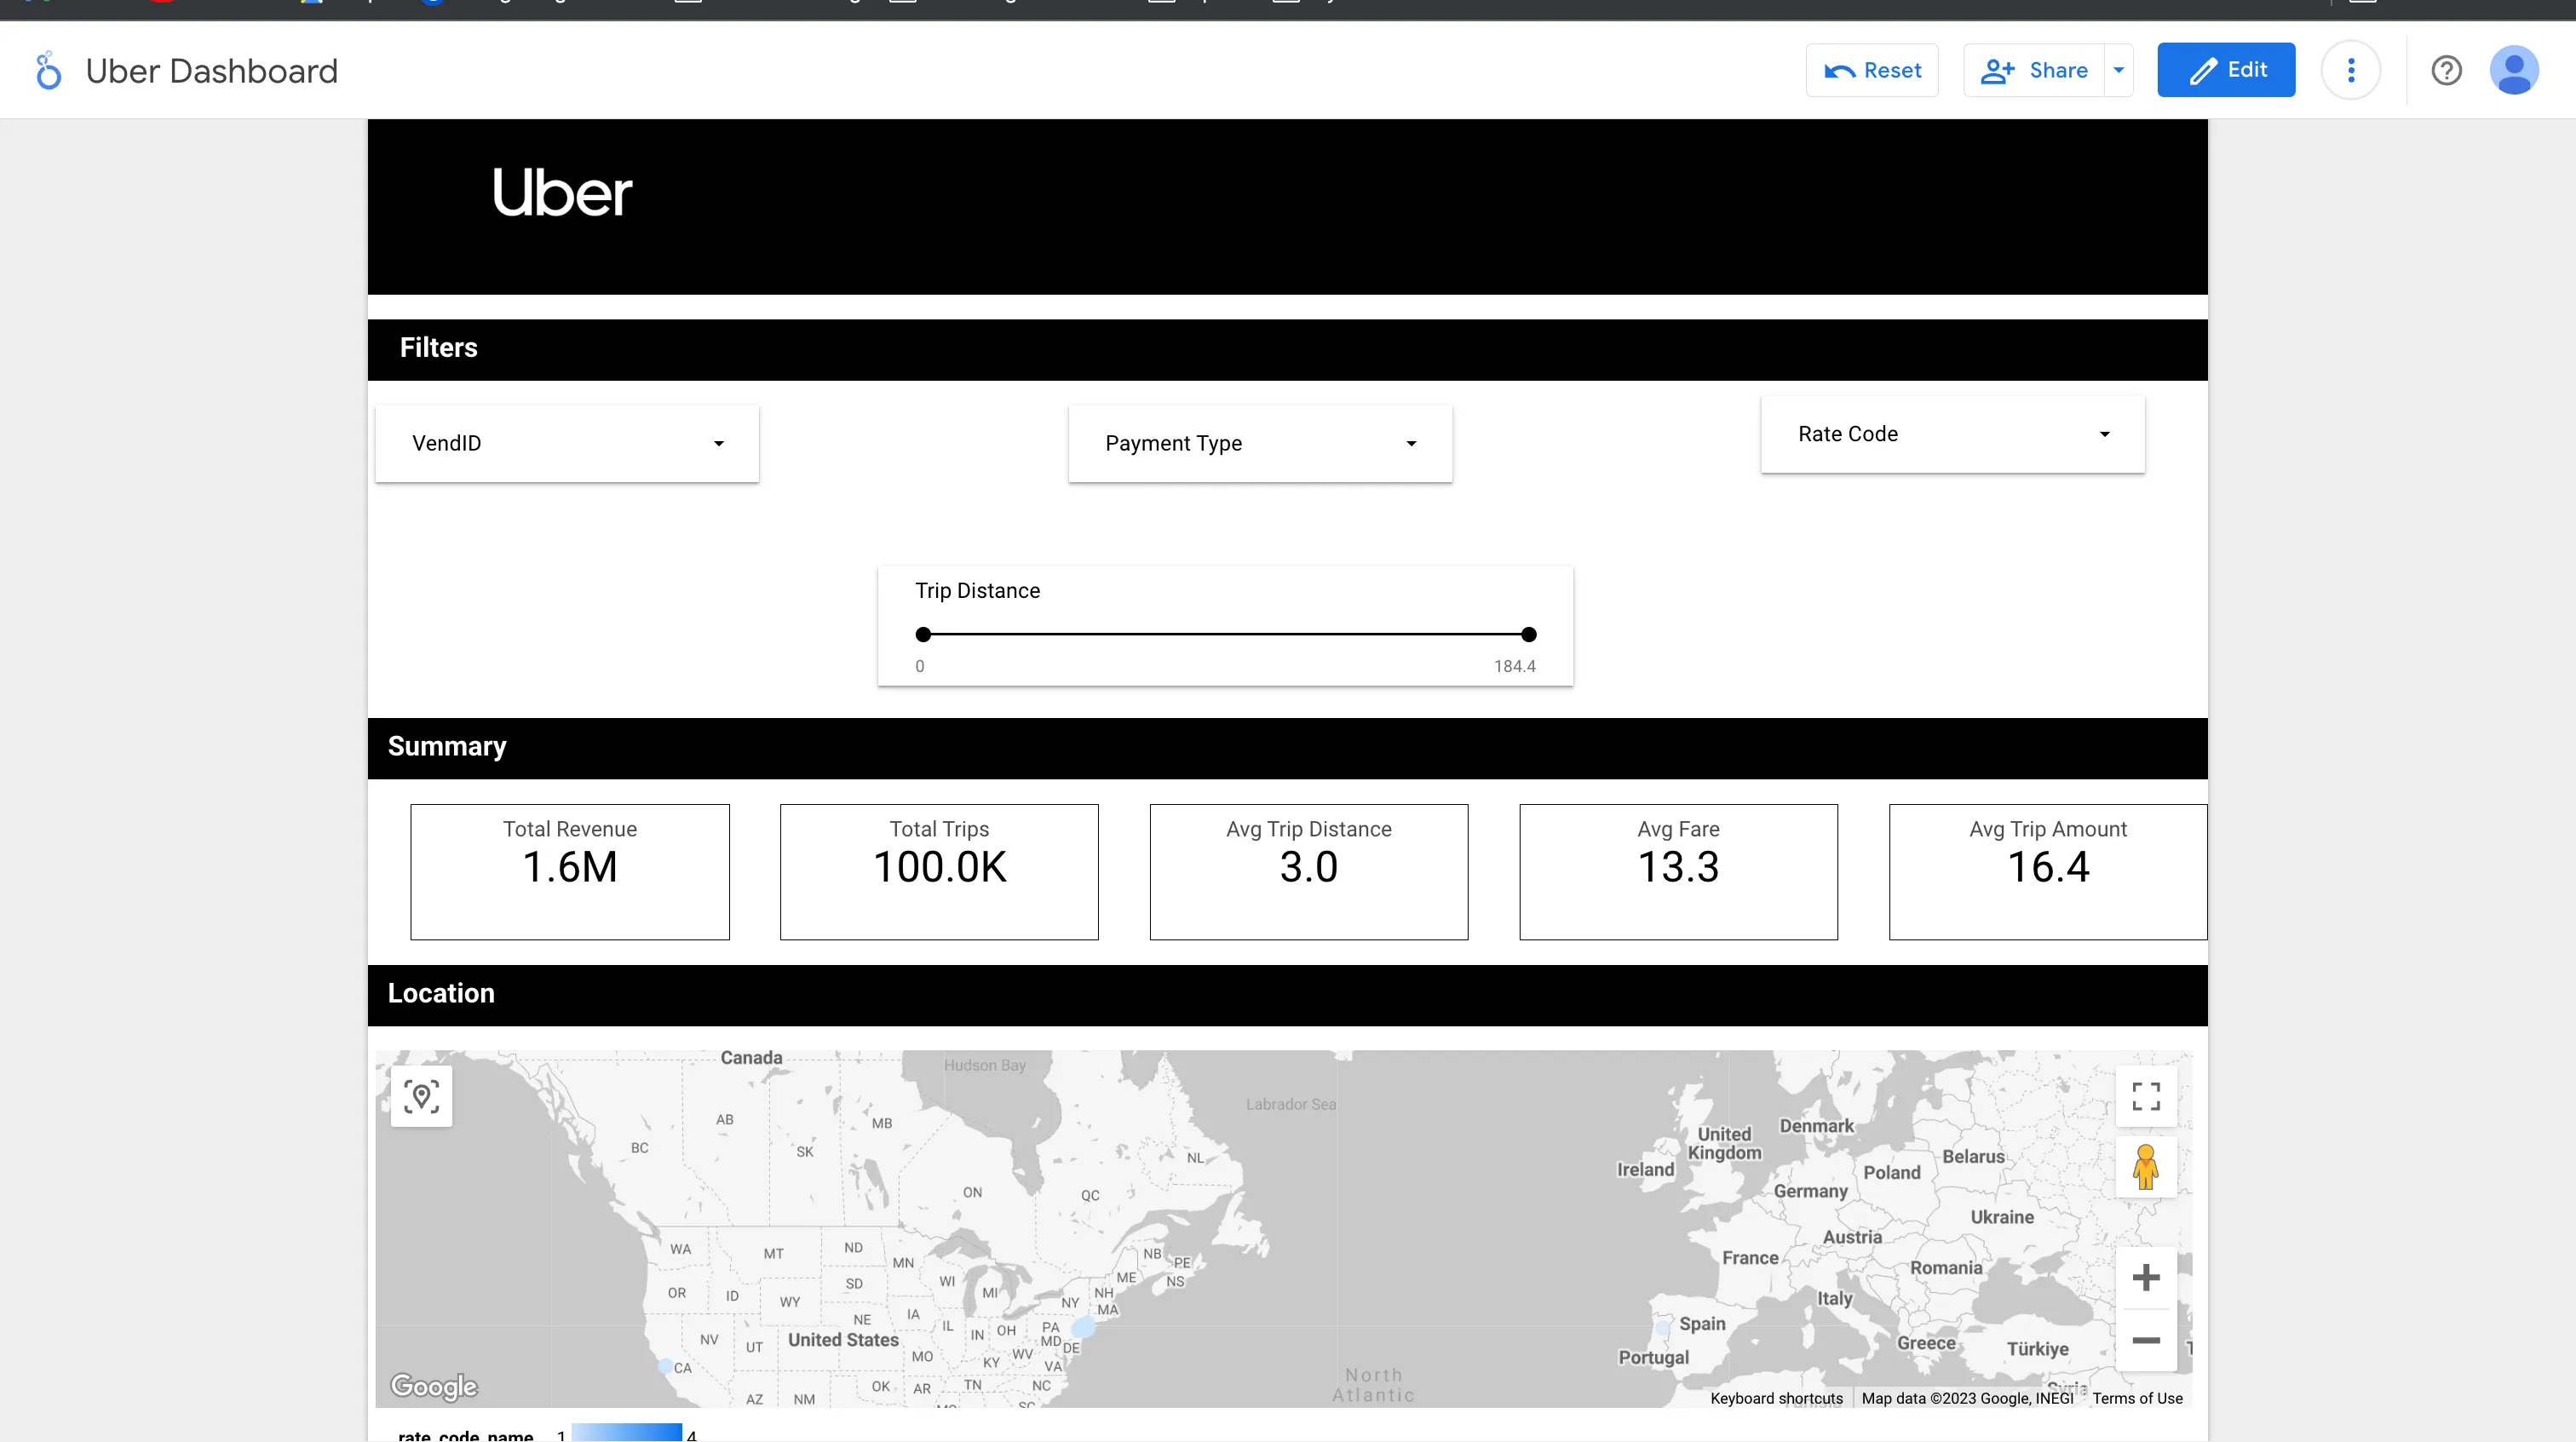 Uber Dashboard
Reset
Share
Edit
Uber
Filters
VendID
Payment Type
Rate Code
Trip Distance
0
184.4
Summary
Total Revenue
1.6M
Total Trips
100.0K
Avg Trip Distance
3.0
Avg Fare
13.3
Avg Trip Amount
16.4
Location
Canada
Hudson Bay
Labrador Sea
AB
MB
BC
SK
NL
ON
QC
United
Kingdom
Denmark
Ireland
Belarus
Poland
Germany
Ukraine
Austria
France
Romania
Italy
Spain
Portugal
Greece
Türkiye
Syria
WA
MT
ND
MN
NB
PE
OR
ID
SD
WI
ME
NS
WY
MI
NY
NH
MA
NE
IA
IL
IN
OH
PA
MD
DE
NV
UT
United States
MO
KY
WV
VA
CA
AZ
NM
OK
AR
TN
NC
SC
North
Atlantic
Google
Keyboard shortcuts
Map data ©2023 Google, INEGI
Terms of Use
rate_code_name
1
4